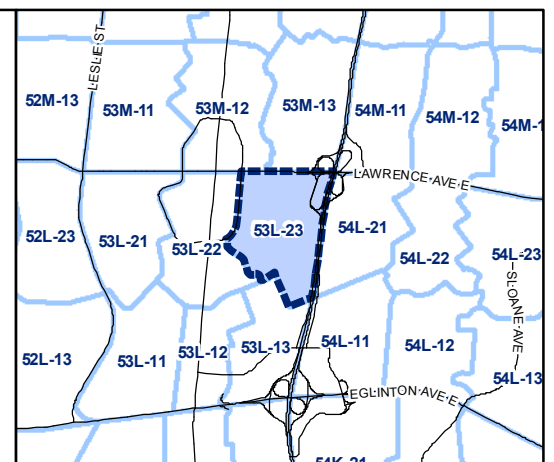 LESLIE ST
52M-13
53M-11
53M-12
53M-13
54M-11
54M-12
54M-1
LAWRENCE AVE E
52L-23
53L-21
53L-22
53L-23
54L-21
54L-22
54L-23
SLOANE AVE
52L-13
53L-11
53L-12
53L-13
54L-11
54L-12
54L-13
EGLINTON AVE E
54K-21